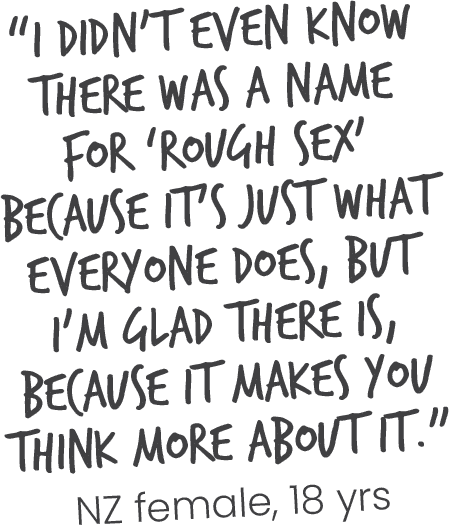 “I DIDN’T EVEN KNOW
THERE WAS A NAME
FOR ‘ROUGH SEX’
BECAUSE IT’S JUST WHAT
EVERYONE DOES, BUT
I’M GLAD THERE IS,
BECAUSE IT MAKES YOU
THINK MORE ABOUT IT.”
NZ female, 18 yrs